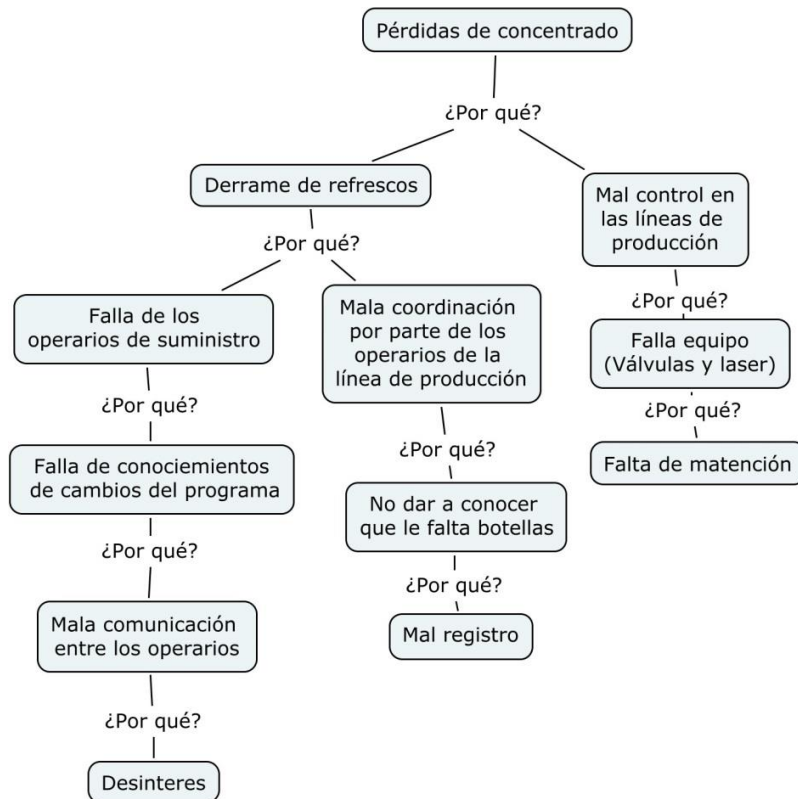 Pérdidas de concentrado
¿Por qué?
Derrame de refrescos
Mal control en
las líneas de
producción
¿Por qué?
¿Por qué?
Falla de los
operarios de suministro
Mala coordinación
por parte de los
operarios de la
línea de producción
Falla equipo
(Válvulas y laser)
¿Por qué?
¿Por qué?
¿Por qué?
Falla de conociemientos
de cambios del programa
Falta de matención
No dar a conocer
que le falta botellas
¿Por qué?
¿Por qué?
Mala comunicación
entre los operarios
Mal registro
¿Por qué?
Desinteres